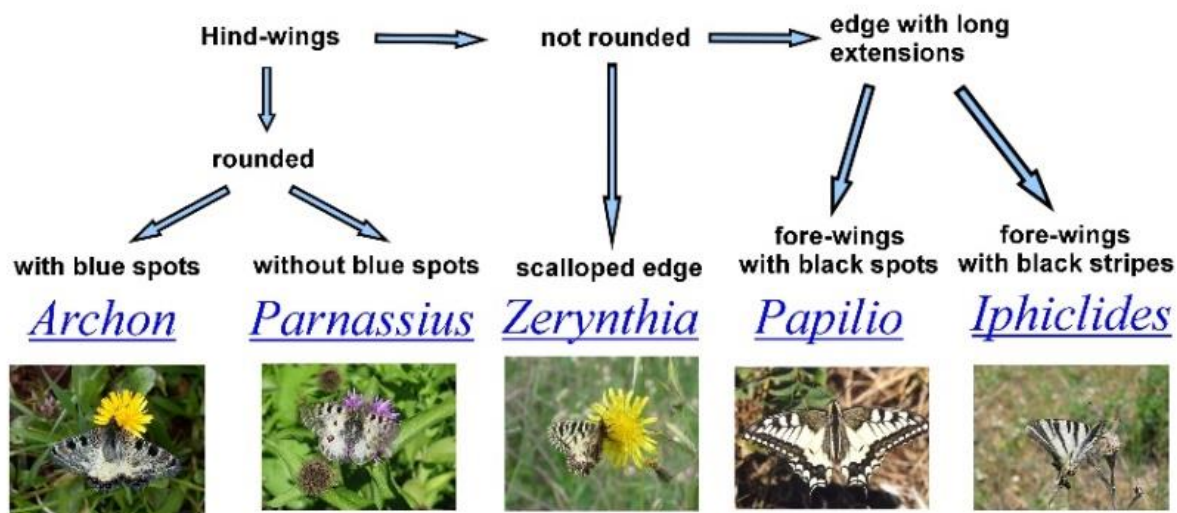 Hind-wings
not rounded
edge with long
extensions
rounded
with blue spots
without blue spots
scalloped edge
fore-wings
with black spots
fore-wings
with black stripes
Archon
Parnassius
Zerynthia
Papilio
Iphiclides